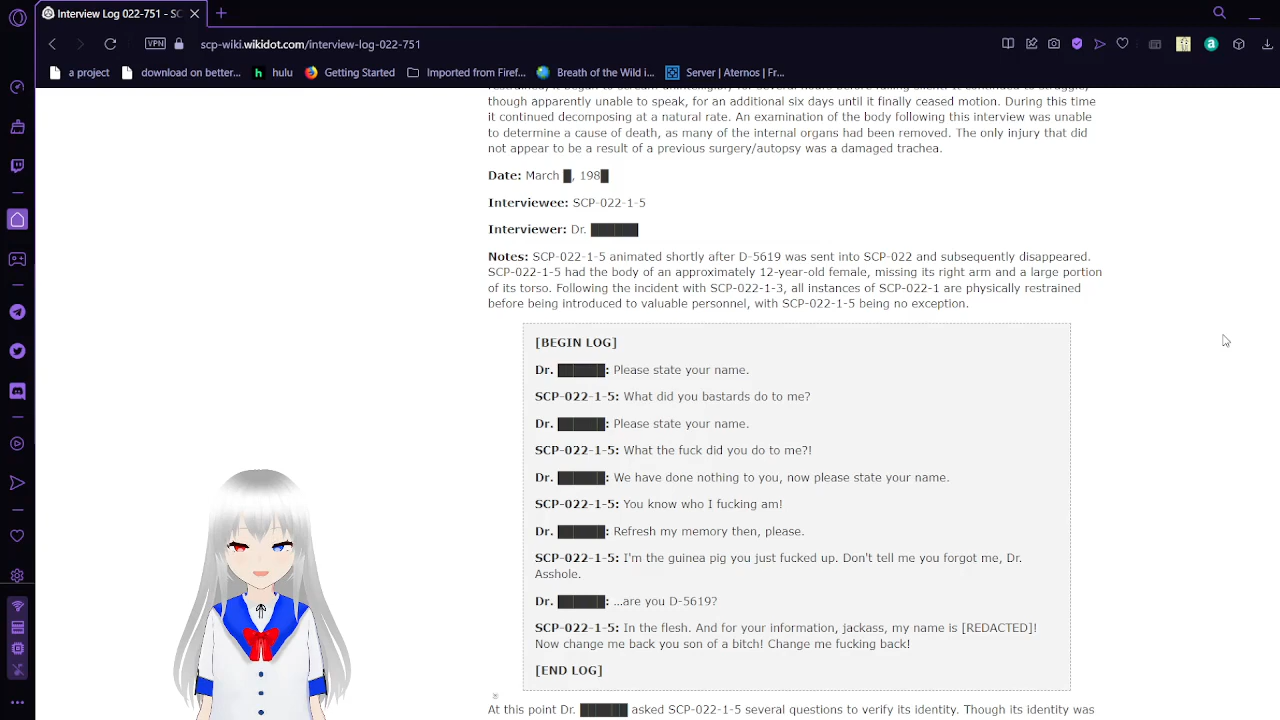 Interview Log 022-751 - SC
VPN
scp-wiki.wikidot.com/interview-log-022-751
a project
download on better...
h hulu
Getting Started
Imported from Firef...
Breath of the Wild i...
Server | Aternos | Fr...
though apparently unable to speak, for an additional six days until it finally ceased motion. During this time
it continued decomposing at a natural rate. An examination of the body following this interview was unable
to determine a cause of death, as many of the internal organs had been removed. The only injury that did
not appear to be a result of a previous surgery/autopsy was a damaged trachea.
Date: March █, 198█
Interviewee: SCP-022-1-5
Interviewer: Dr. ██████
Notes: SCP-022-1-5 animated shortly after D-5619 was sent into SCP-022 and subsequently disappeared.
SCP-022-1-5 had the body of an approximately 12-year-old female, missing its right arm and a large portion
of its torso. Following the incident with SCP-022-1-3, all instances of SCP-022-1 are physically restrained
before being introduced to valuable personnel, with SCP-022-1-5 being no exception.
[BEGIN LOG]
Dr. ██████: Please state your name.
SCP-022-1-5: What did you bastards do to me?
Dr. ██████: Please state your name.
SCP-022-1-5: What the fuck did you do to me?!
Dr. ██████: We have done nothing to you, now please state your name.
SCP-022-1-5: You know who I fucking am!
Dr. ██████: Refresh my memory then, please.
SCP-022-1-5: I'm the guinea pig you just fucked up. Don't tell me you forgot me, Dr.
Asshole.
Dr. ██████: ...are you D-5619?
SCP-022-1-5: In the flesh. And for your information, jackass, my name is [REDACTED]!
Now change me back you son of a bitch! Change me fucking back!
[END LOG]
At this point Dr. ██████ asked SCP-022-1-5 several questions to verify its identity. Though its identity was